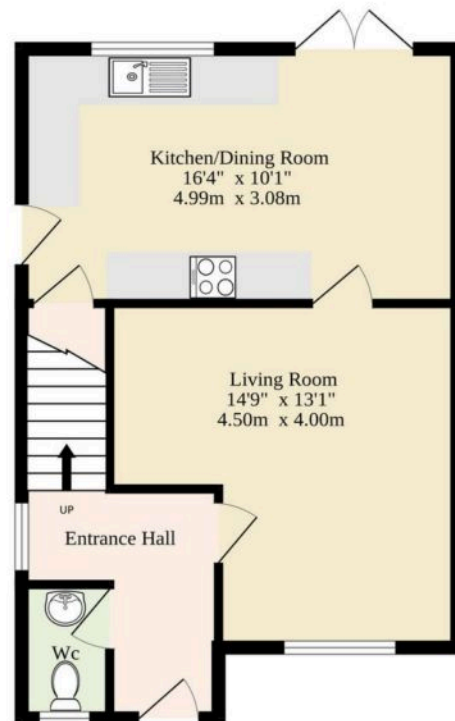 Kitchen/Dining Room
16'4" x 10'1"
4.99m x 3.08m
Living Room
14'9" x 13'1"
4.50m x 4.00m
UP
Entrance Hall
Wc